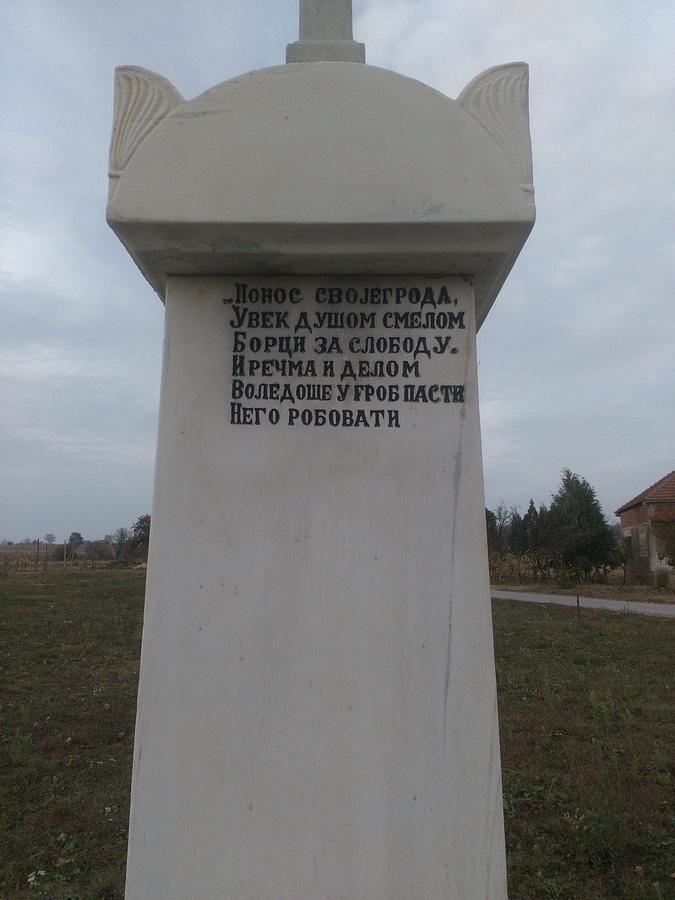 „Понос својегрода,
Увек душом смелом
Борци за слободу.
И речма и делом
Воледоше у гроб пасти
Него робовати